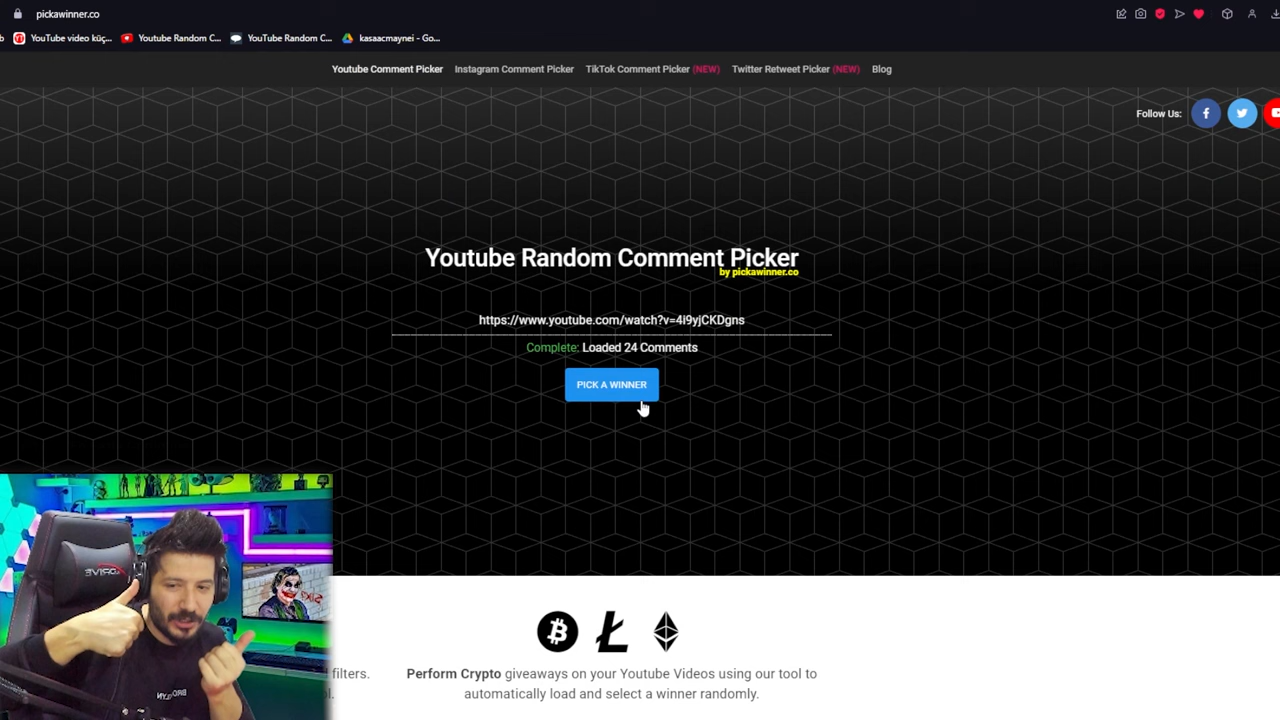 pickawinner.co
b YouTube video küç... Youtube Random C... YouTube Random C... kasaacmaynei - Go...
Youtube Comment Picker Instagram Comment Picker TikTok Comment Picker (NEW) Twitter Retweet Picker (NEW) Blog
Follow Us:
Youtube Random Comment Picker
by pickawinner.co
https://www.youtube.com/watch?v=4i9yjCKDgns
Complete: Loaded 24 Comments
PICK A WINNER
filters.
Perform Crypto giveaways on your Youtube Videos using our tool to
automatically load and select a winner randomly.